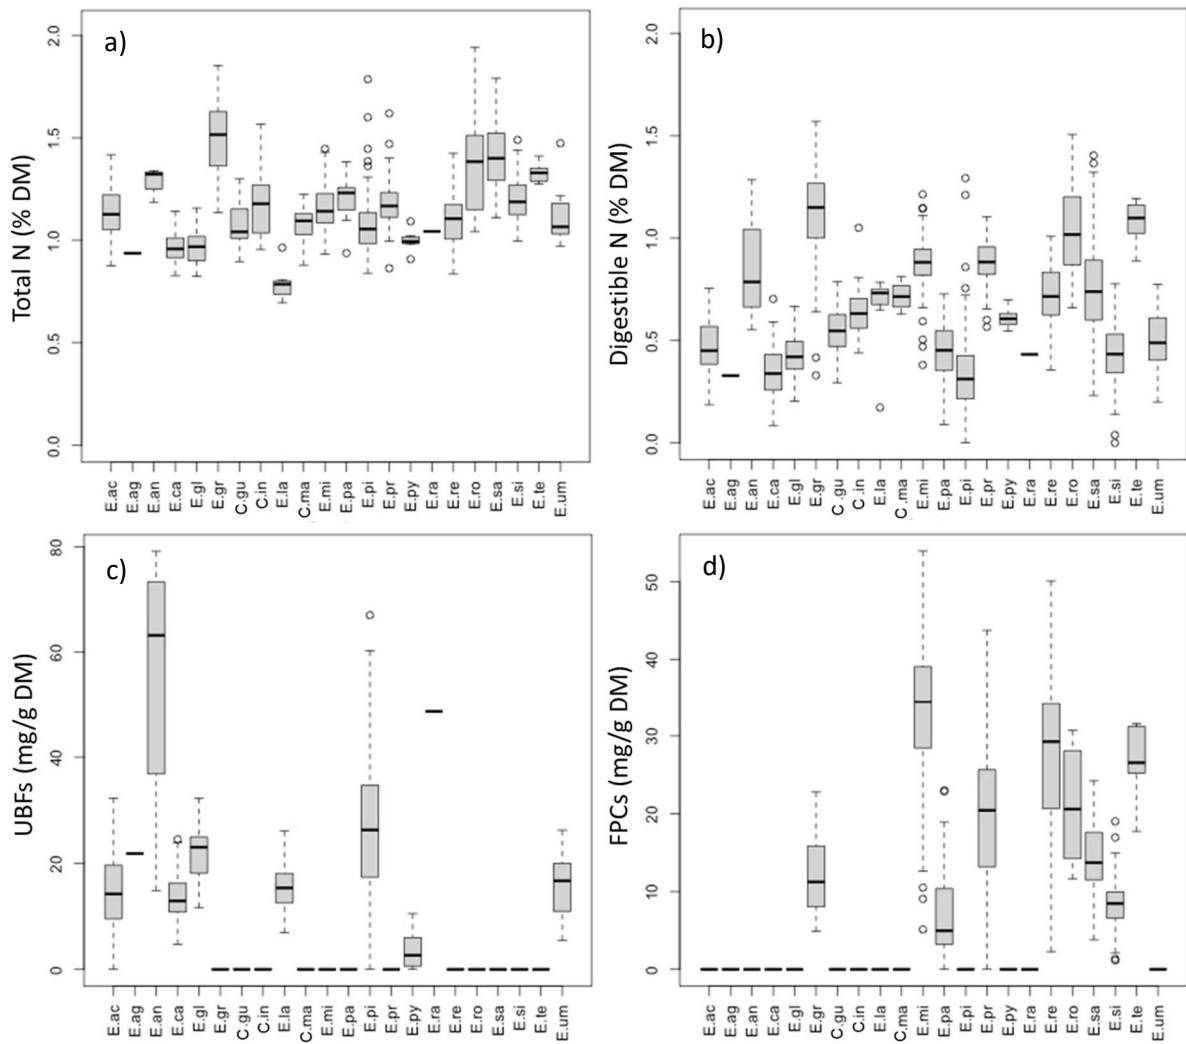 a)
Total N (% DM)
2.0
1.5
1.0
0.5
0.0
E.ac
E.ag
E.an
E.ca
E.gl
E.gr
C.gu
C.in
E.la
C.ma
E.mi
E.pa
E.pi
E.pr
E.py
E.ra
E.re
E.ro
E.sa
E.si
E.te
E.um
b)
Digestible N (% DM)
2.0
1.5
1.0
0.5
0.0
E.ac
E.ag
E.an
E.ca
E.gl
E.gr
C.gu
C.in
E.la
C.ma
E.mi
E.pa
E.pi
E.pr
E.py
E.ra
E.re
E.ro
E.sa
E.si
E.te
E.um
c)
UBFs (mg/g DM)
80
60
40
20
0
E.ac
E.ag
E.an
E.ca
E.gl
E.gr
C.gu
C.in
E.la
C.ma
E.mi
E.pa
E.pi
E.pr
E.py
E.ra
E.re
E.ro
E.sa
E.si
E.te
E.um
d)
FPCs (mg/g DM)
50
40
30
20
10
0
E.ac
E.ag
E.an
E.ca
E.gl
E.gr
C.gu
C.in
E.la
C.ma
E.mi
E.pa
E.pi
E.pr
E.py
E.ra
E.re
E.ro
E.sa
E.si
E.te
E.um